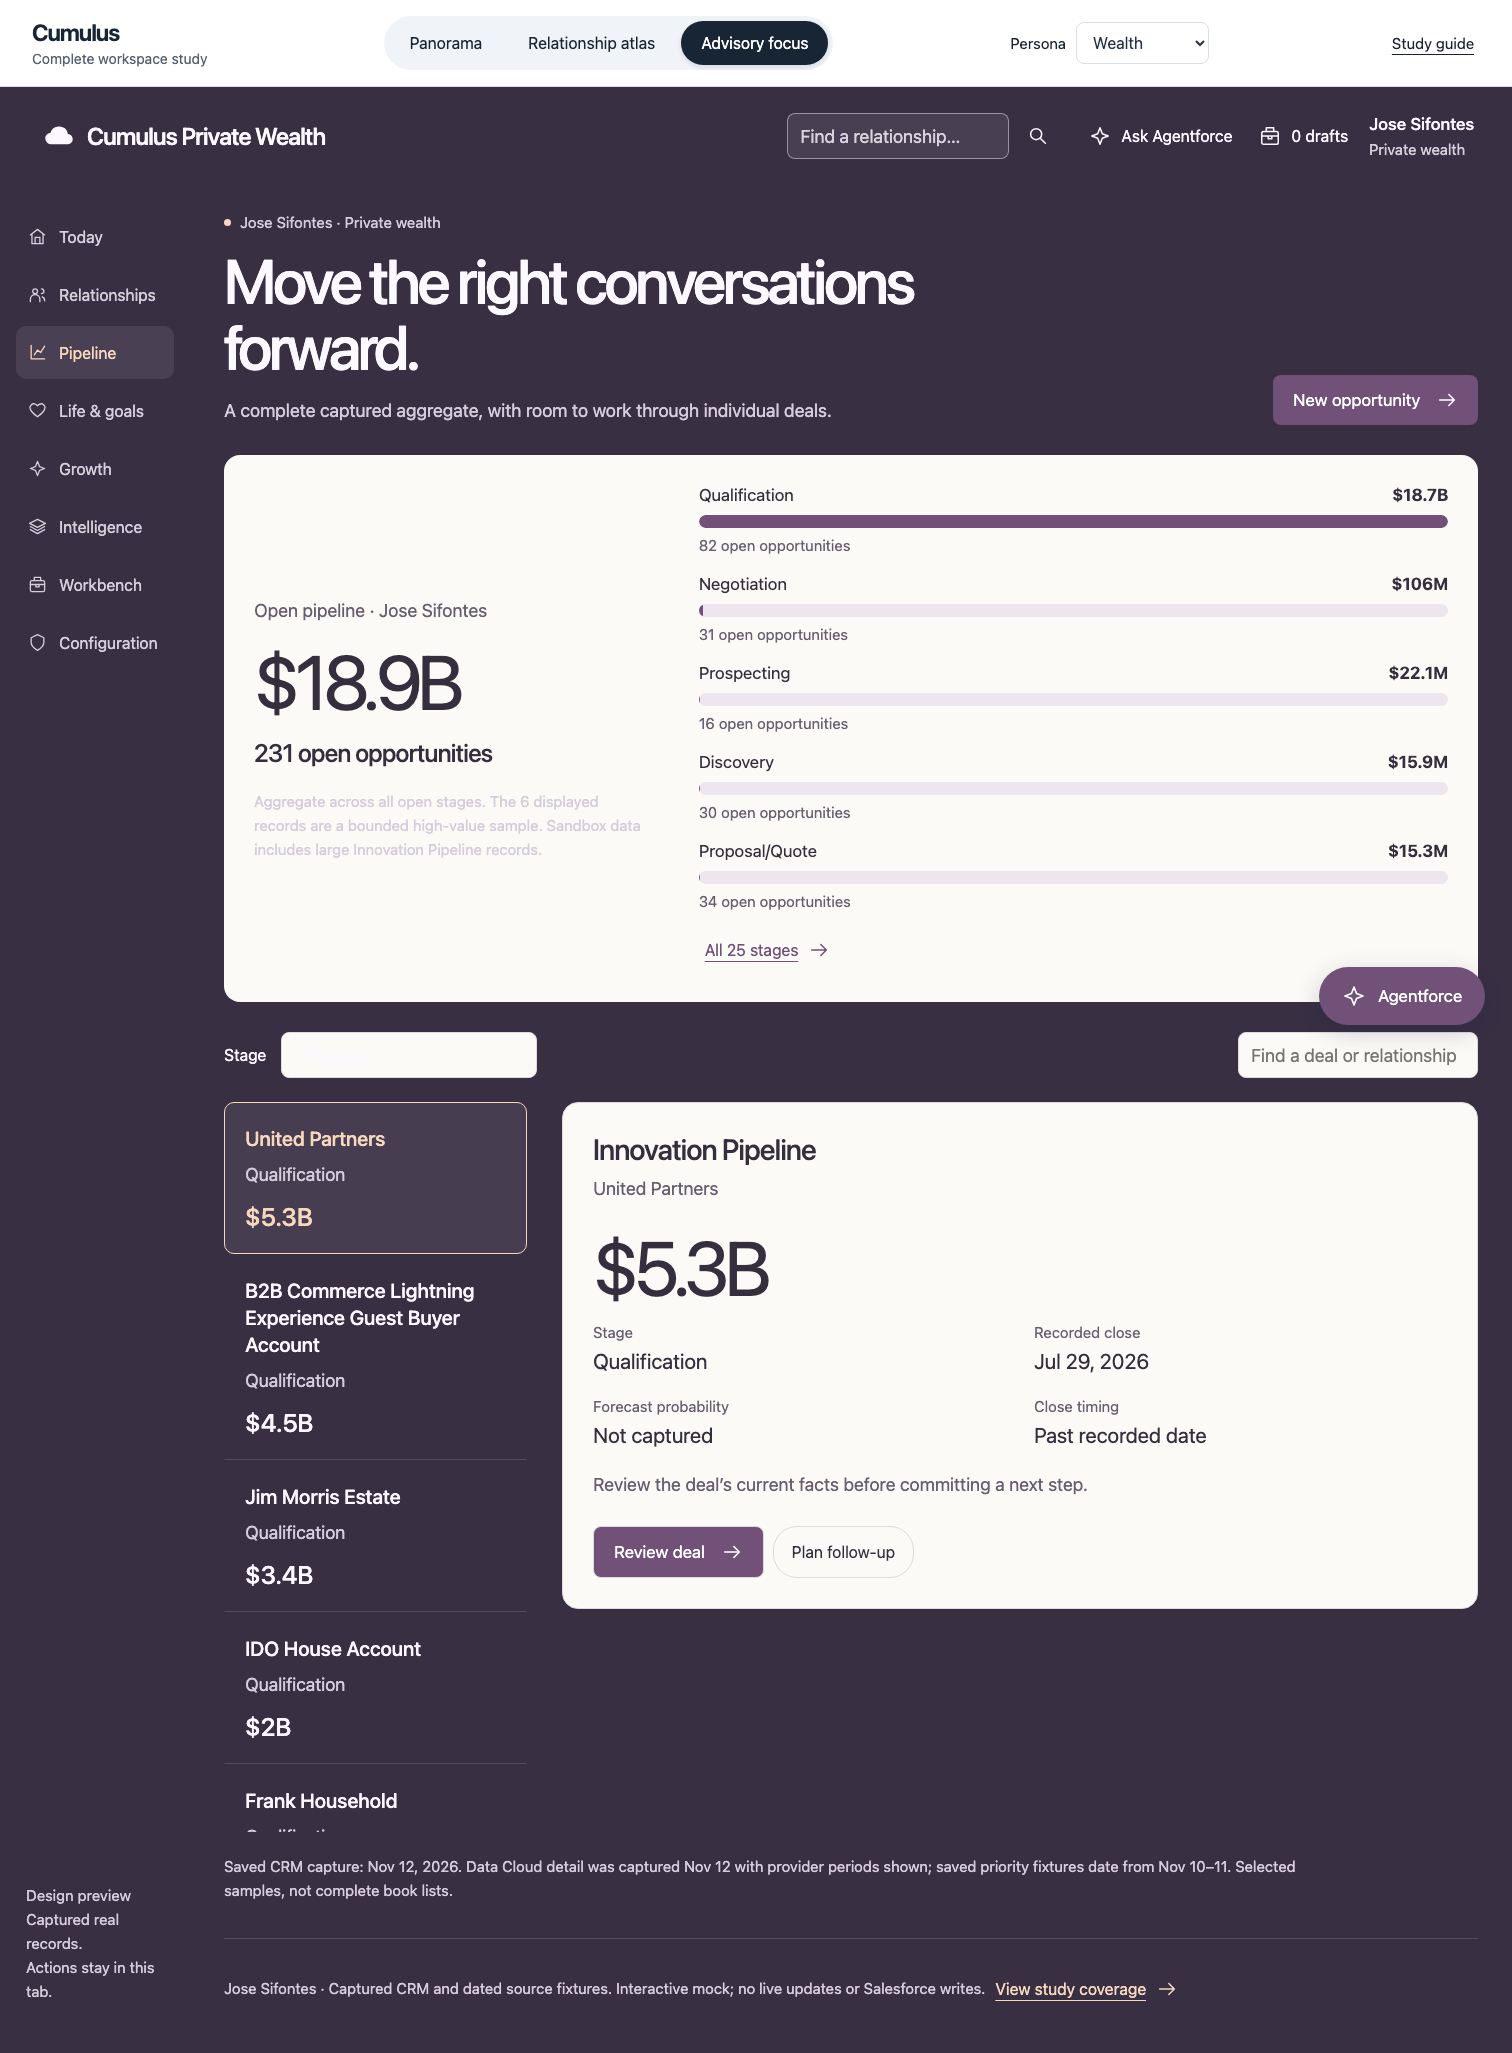 Cumulus
Complete workspace study
Panorama
Relationship atlas
Advisory focus
Persona
Wealth
Study guide
Cumulus Private Wealth
Find a relationship...
Ask Agentforce
0 drafts
Jose Sifontes
Private wealth
Today
Relationships
Pipeline
Life & goals
Growth
Intelligence
Workbench
Configuration
Jose Sifontes · Private wealth
Move the right conversations
forward.
A complete captured aggregate, with room to work through individual deals.
New opportunity
Open pipeline · Jose Sifontes
$18.9B
231 open opportunities
Aggregate across all open stages. The 6 displayed
records are a bounded high-value sample. Sandbox data
includes large Innovation Pipeline records.
Qualification
$18.7B
82 open opportunities
Negotiation
$106M
31 open opportunities
Prospecting
$22.1M
16 open opportunities
Discovery
$15.9M
30 open opportunities
Proposal/Quote
$15.3M
34 open opportunities
All 25 stages
Agentforce
Stage
Find a deal or relationship
United Partners
Qualification
$5.3B
B2B Commerce Lightning
Experience Guest Buyer
Account
Qualification
$4.5B
Jim Morris Estate
Qualification
$3.4B
IDO House Account
Qualification
$2B
Frank Household
Innovation Pipeline
United Partners
$5.3B
Stage
Qualification
Recorded close
Jul 29, 2026
Forecast probability
Not captured
Close timing
Past recorded date
Review the deal’s current facts before committing a next step.
Review deal
Plan follow-up
Saved CRM capture: Nov 12, 2026. Data Cloud detail was captured Nov 12 with provider periods shown; saved priority fixtures date from Nov 10–11. Selected
samples, not complete book lists.
Design preview
Captured real
records.
Actions stay in this
tab.
Jose Sifontes · Captured CRM and dated source fixtures. Interactive mock; no live updates or Salesforce writes.
View study coverage